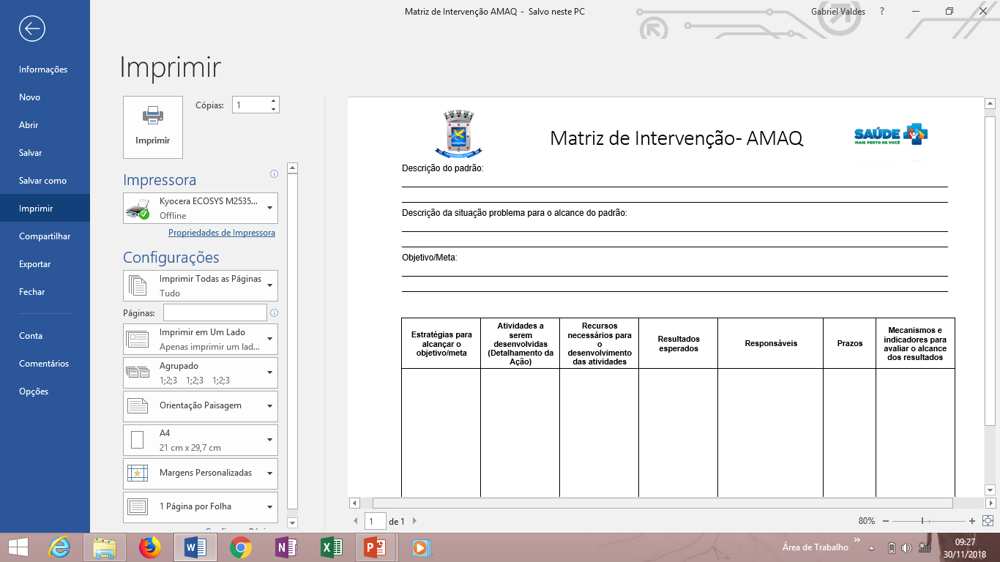 Matriz de Intervenção AMAQ - Salvo neste PC
Gabriel Valdes
?
Informações
Novo
Abrir
Salvar
Salvar como
Imprimir
Compartilhar
Exportar
Fechar
Conta
Comentários
Opções
Imprimir
Imprimir
Cópias:
1
Impressora
Kyocera ECOSYS M2535...
Offline
Propriedades de Impressora
Configurações
Imprimir Todas as Páginas
Tudo
Páginas:
Imprimir em Um Lado
Apenas imprimir um lad...
Agrupado
1;2;3 1;2;3 1;2;3
Orientação Paisagem
A4
21 cm x 29,7 cm
Margens Personalizadas
1 Página por Folha
Matriz de Intervenção- AMAQ
SAÚDE
MAIS PERTO DE VOCÊ
Descrição do padrão:
Descrição da situação problema para o alcance do padrão:
Objetivo/Meta:
Estratégias para
alcançar o
objetivo/meta
Atividades a
serem
desenvolvidas
(Detalhamento da
Ação)
Recursos
necessários para
o
desenvolvimento
das atividades
Resultados
esperados
Responsáveis
Prazos
Mecanismos e
indicadores para
avaliar o alcance
dos resultados
1 de 1
80%
Área de Trabalho
09:27
30/11/2018